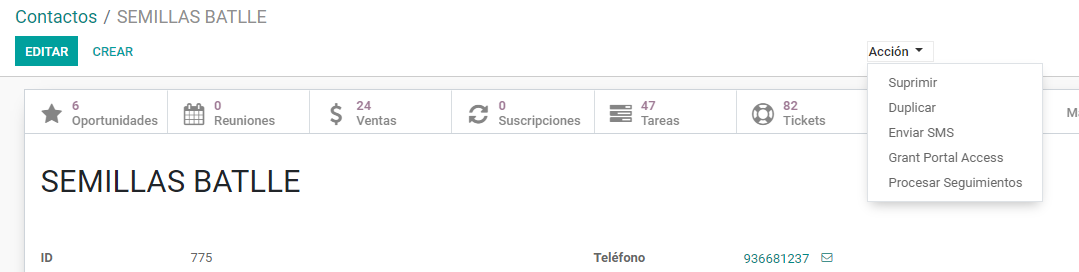 Contactos / SEMILLAS BATLLE
EDITAR CREAR Acción
Suprimir
Duplicar
Enviar SMS
Grant Portal Access
Procesar Seguimientos
6 Oportunidades
0 Reuniones
24 Ventas
0 Suscripciones
47 Tareas
82 Tickets
SEMILLAS BATLLE
ID 775 Teléfono 936681237